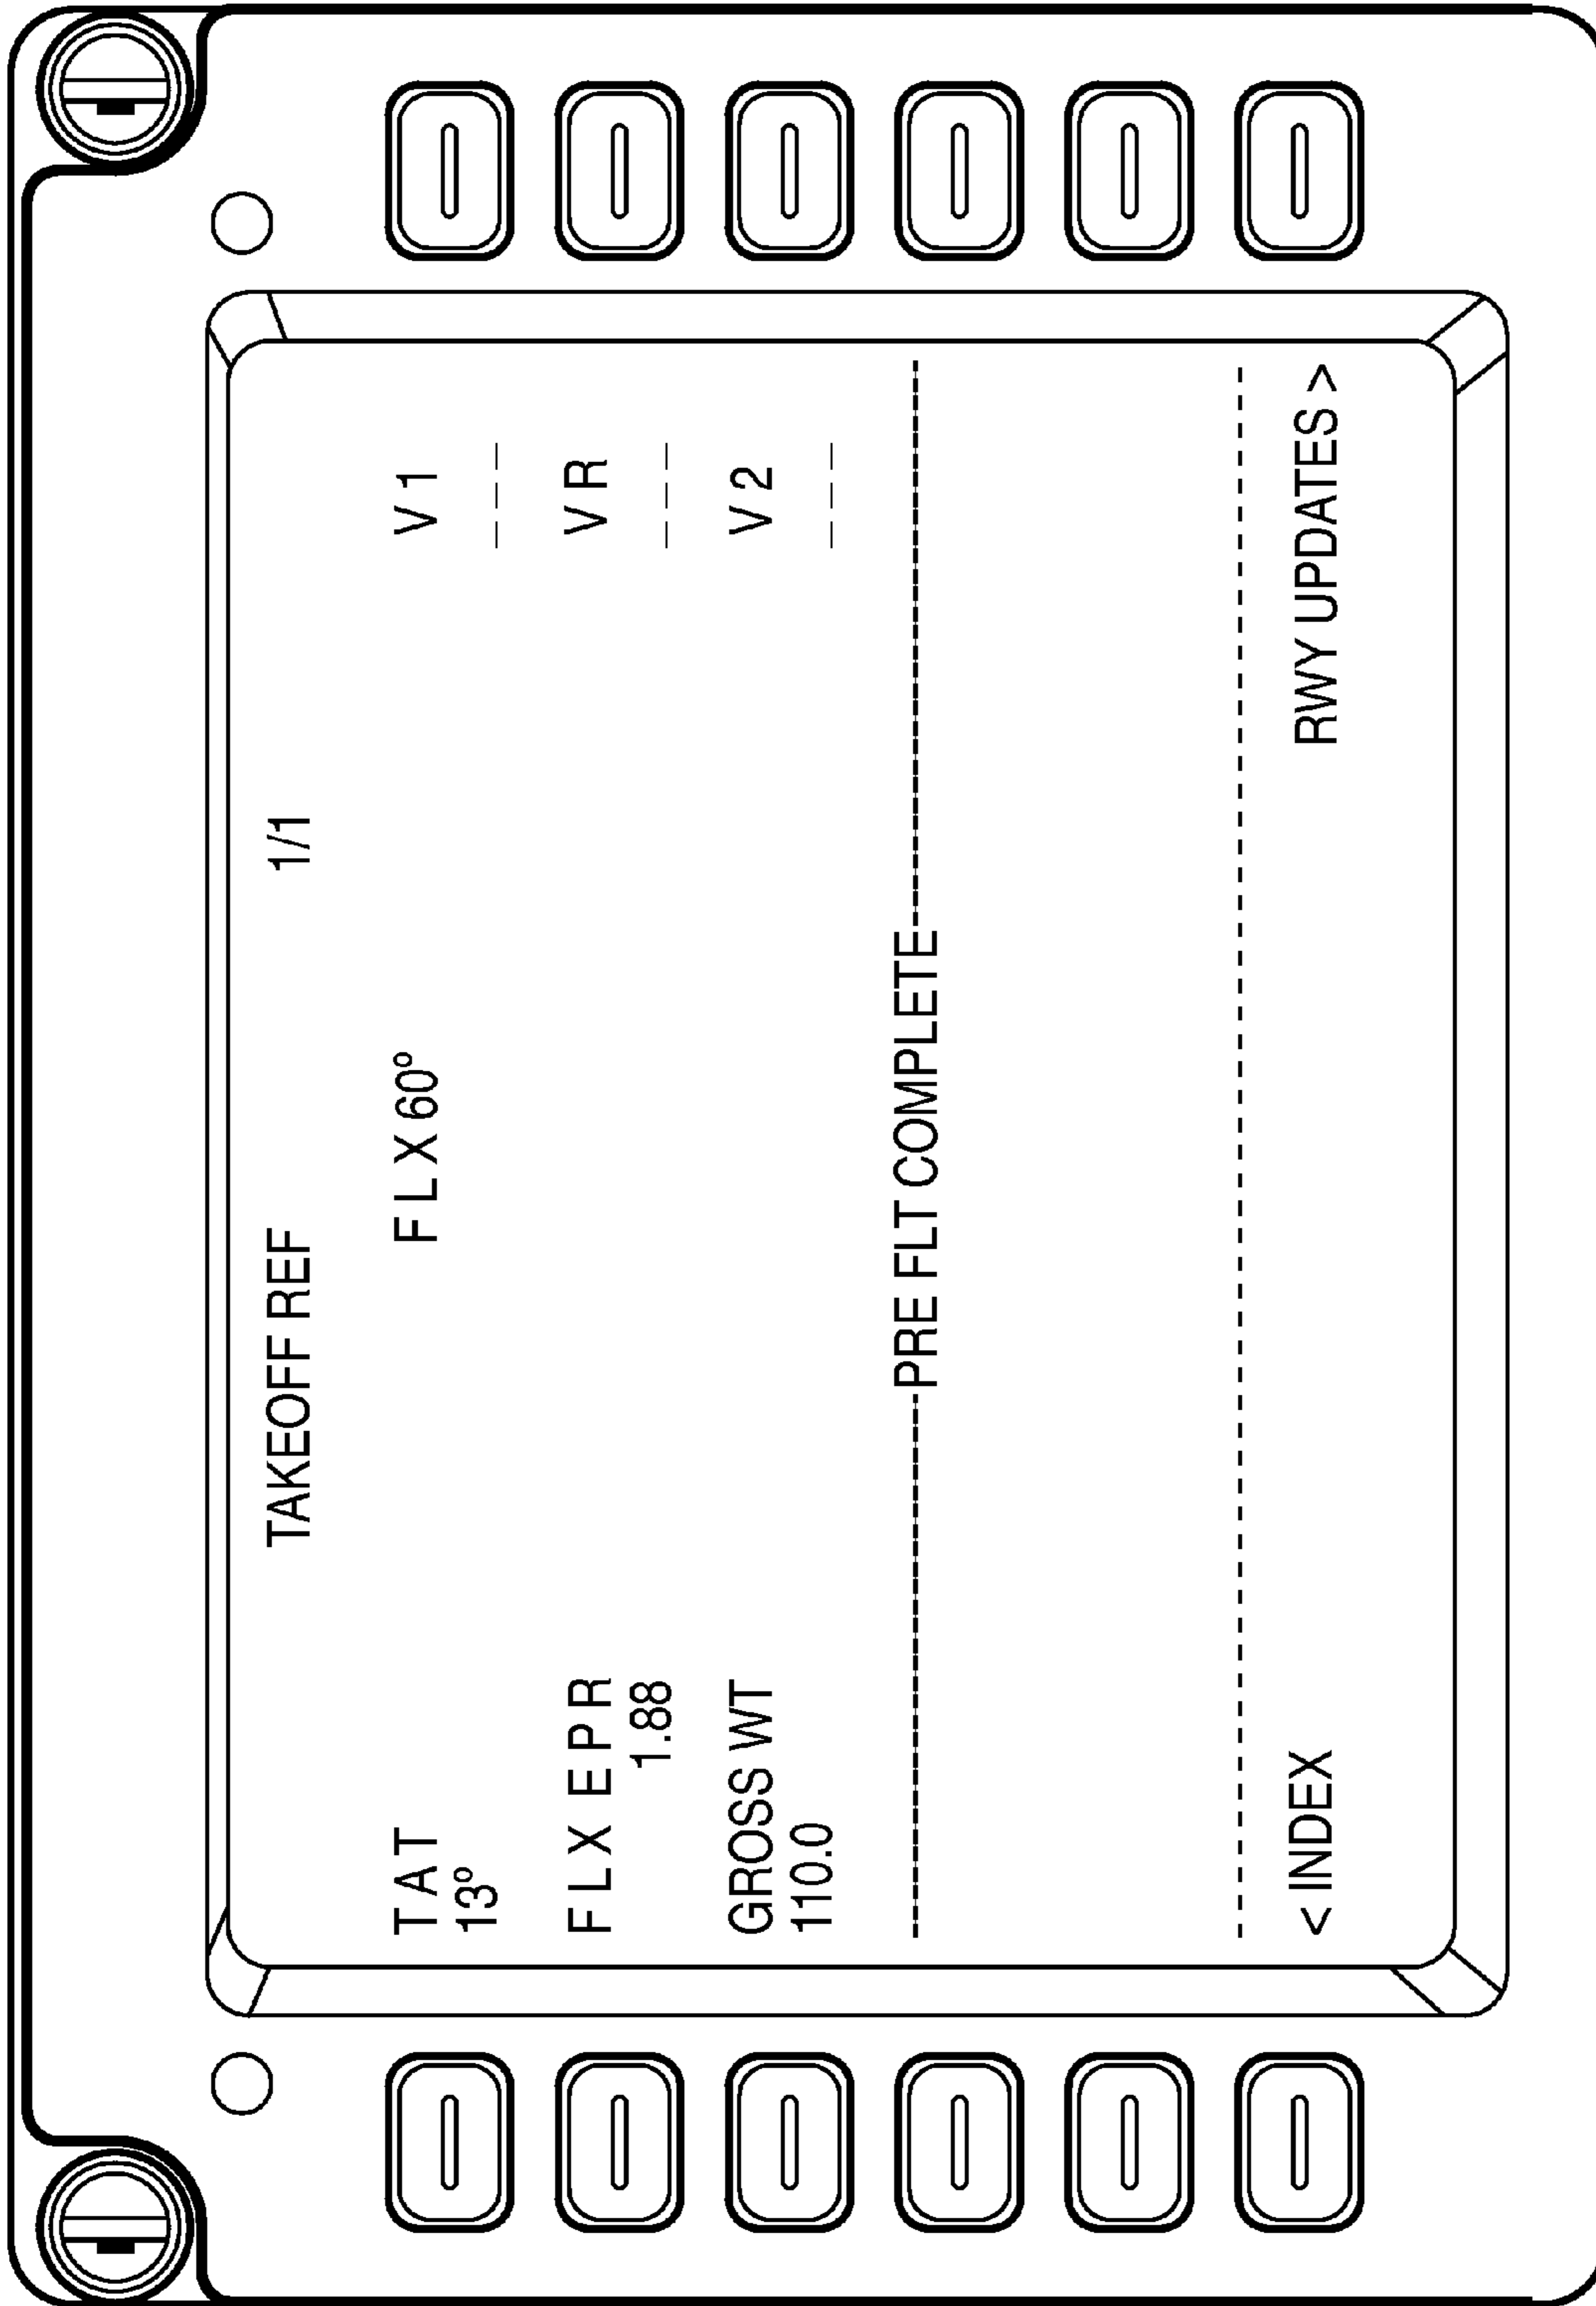 TAKEOFF REF 1/1
T A T F L X 60° V 1
13° ---
F L X E P R V R
1.88 ---
GROSS WT V 2
110.0 ---
--------PRE FLT COMPLETE--------
< INDEX RWY UPDATES >